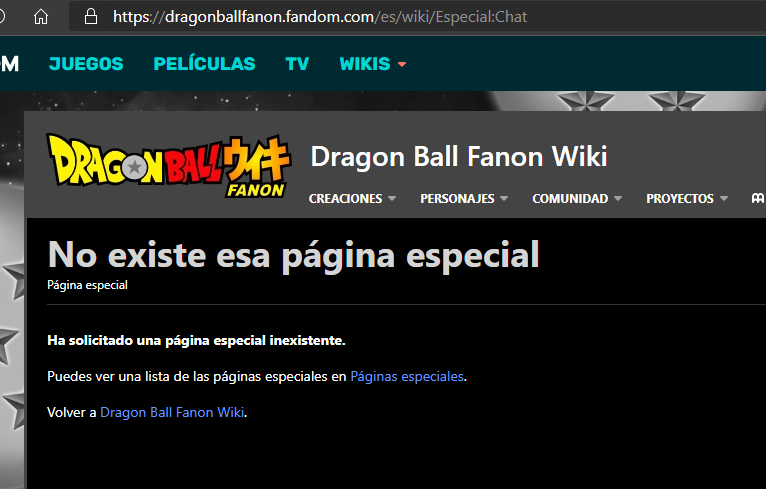 https://dragonballfanon.fandom.com/es/wiki/Especial:Chat
OM JUEGOS PELÍCULAS TV WIKIS
DRAGON BALL ウイキ
FANON
Dragon Ball Fanon Wiki
CREACIONES PERSONAJES COMUNIDAD PROYECTOS
No existe esa página especial
Página especial
Ha solicitado una página especial inexistente.
Puedes ver una lista de las páginas especiales en Páginas especiales.
Volver a Dragon Ball Fanon Wiki.